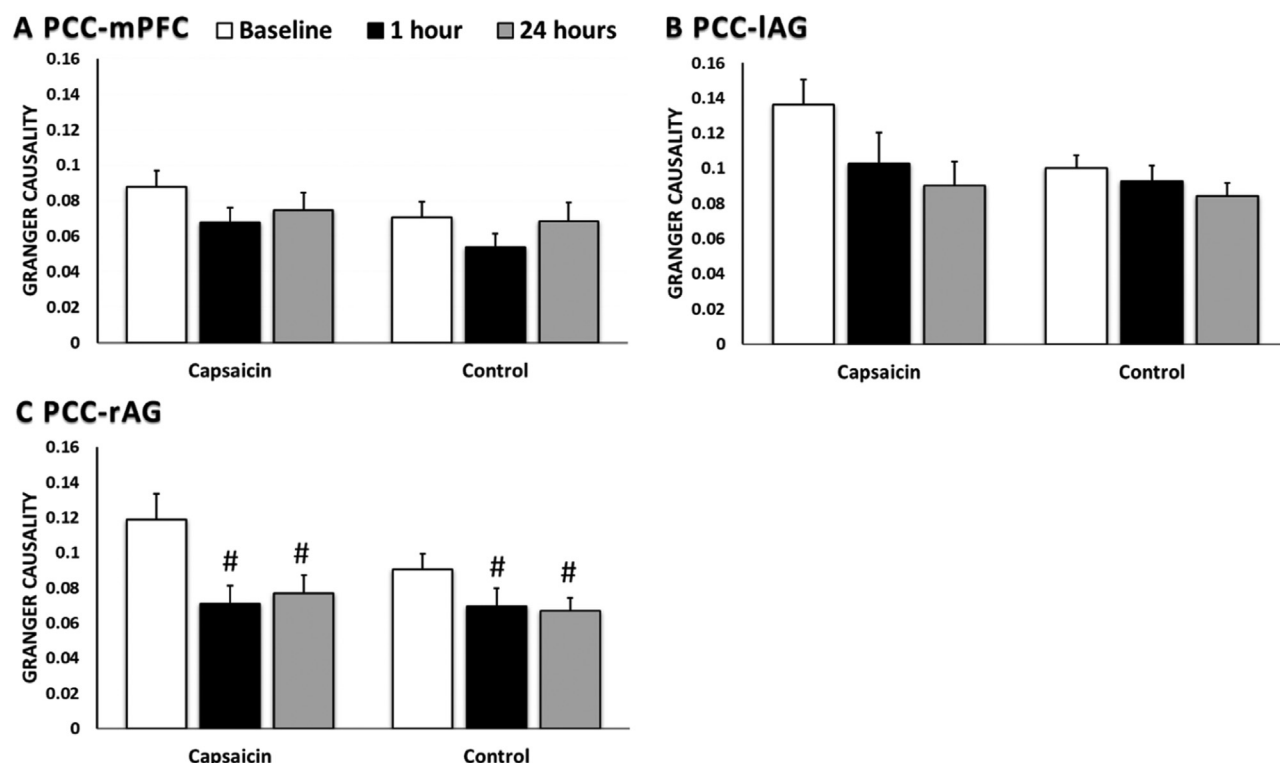 A PCC-mPFC
Baseline 1 hour 24 hours
GRANGER CAUSALITY
0.16
0.14
0.12
0.1
0.08
0.06
0.04
0.02
0
Capsaicin Control
B PCC-lAG
GRANGER CAUSALITY
0.16
0.14
0.12
0.1
0.08
0.06
0.04
0.02
0
Capsaicin Control
C PCC-rAG
GRANGER CAUSALITY
0.16
0.14
0.12
0.1
0.08
0.06
0.04
0.02
0
# # # #
Capsaicin Control